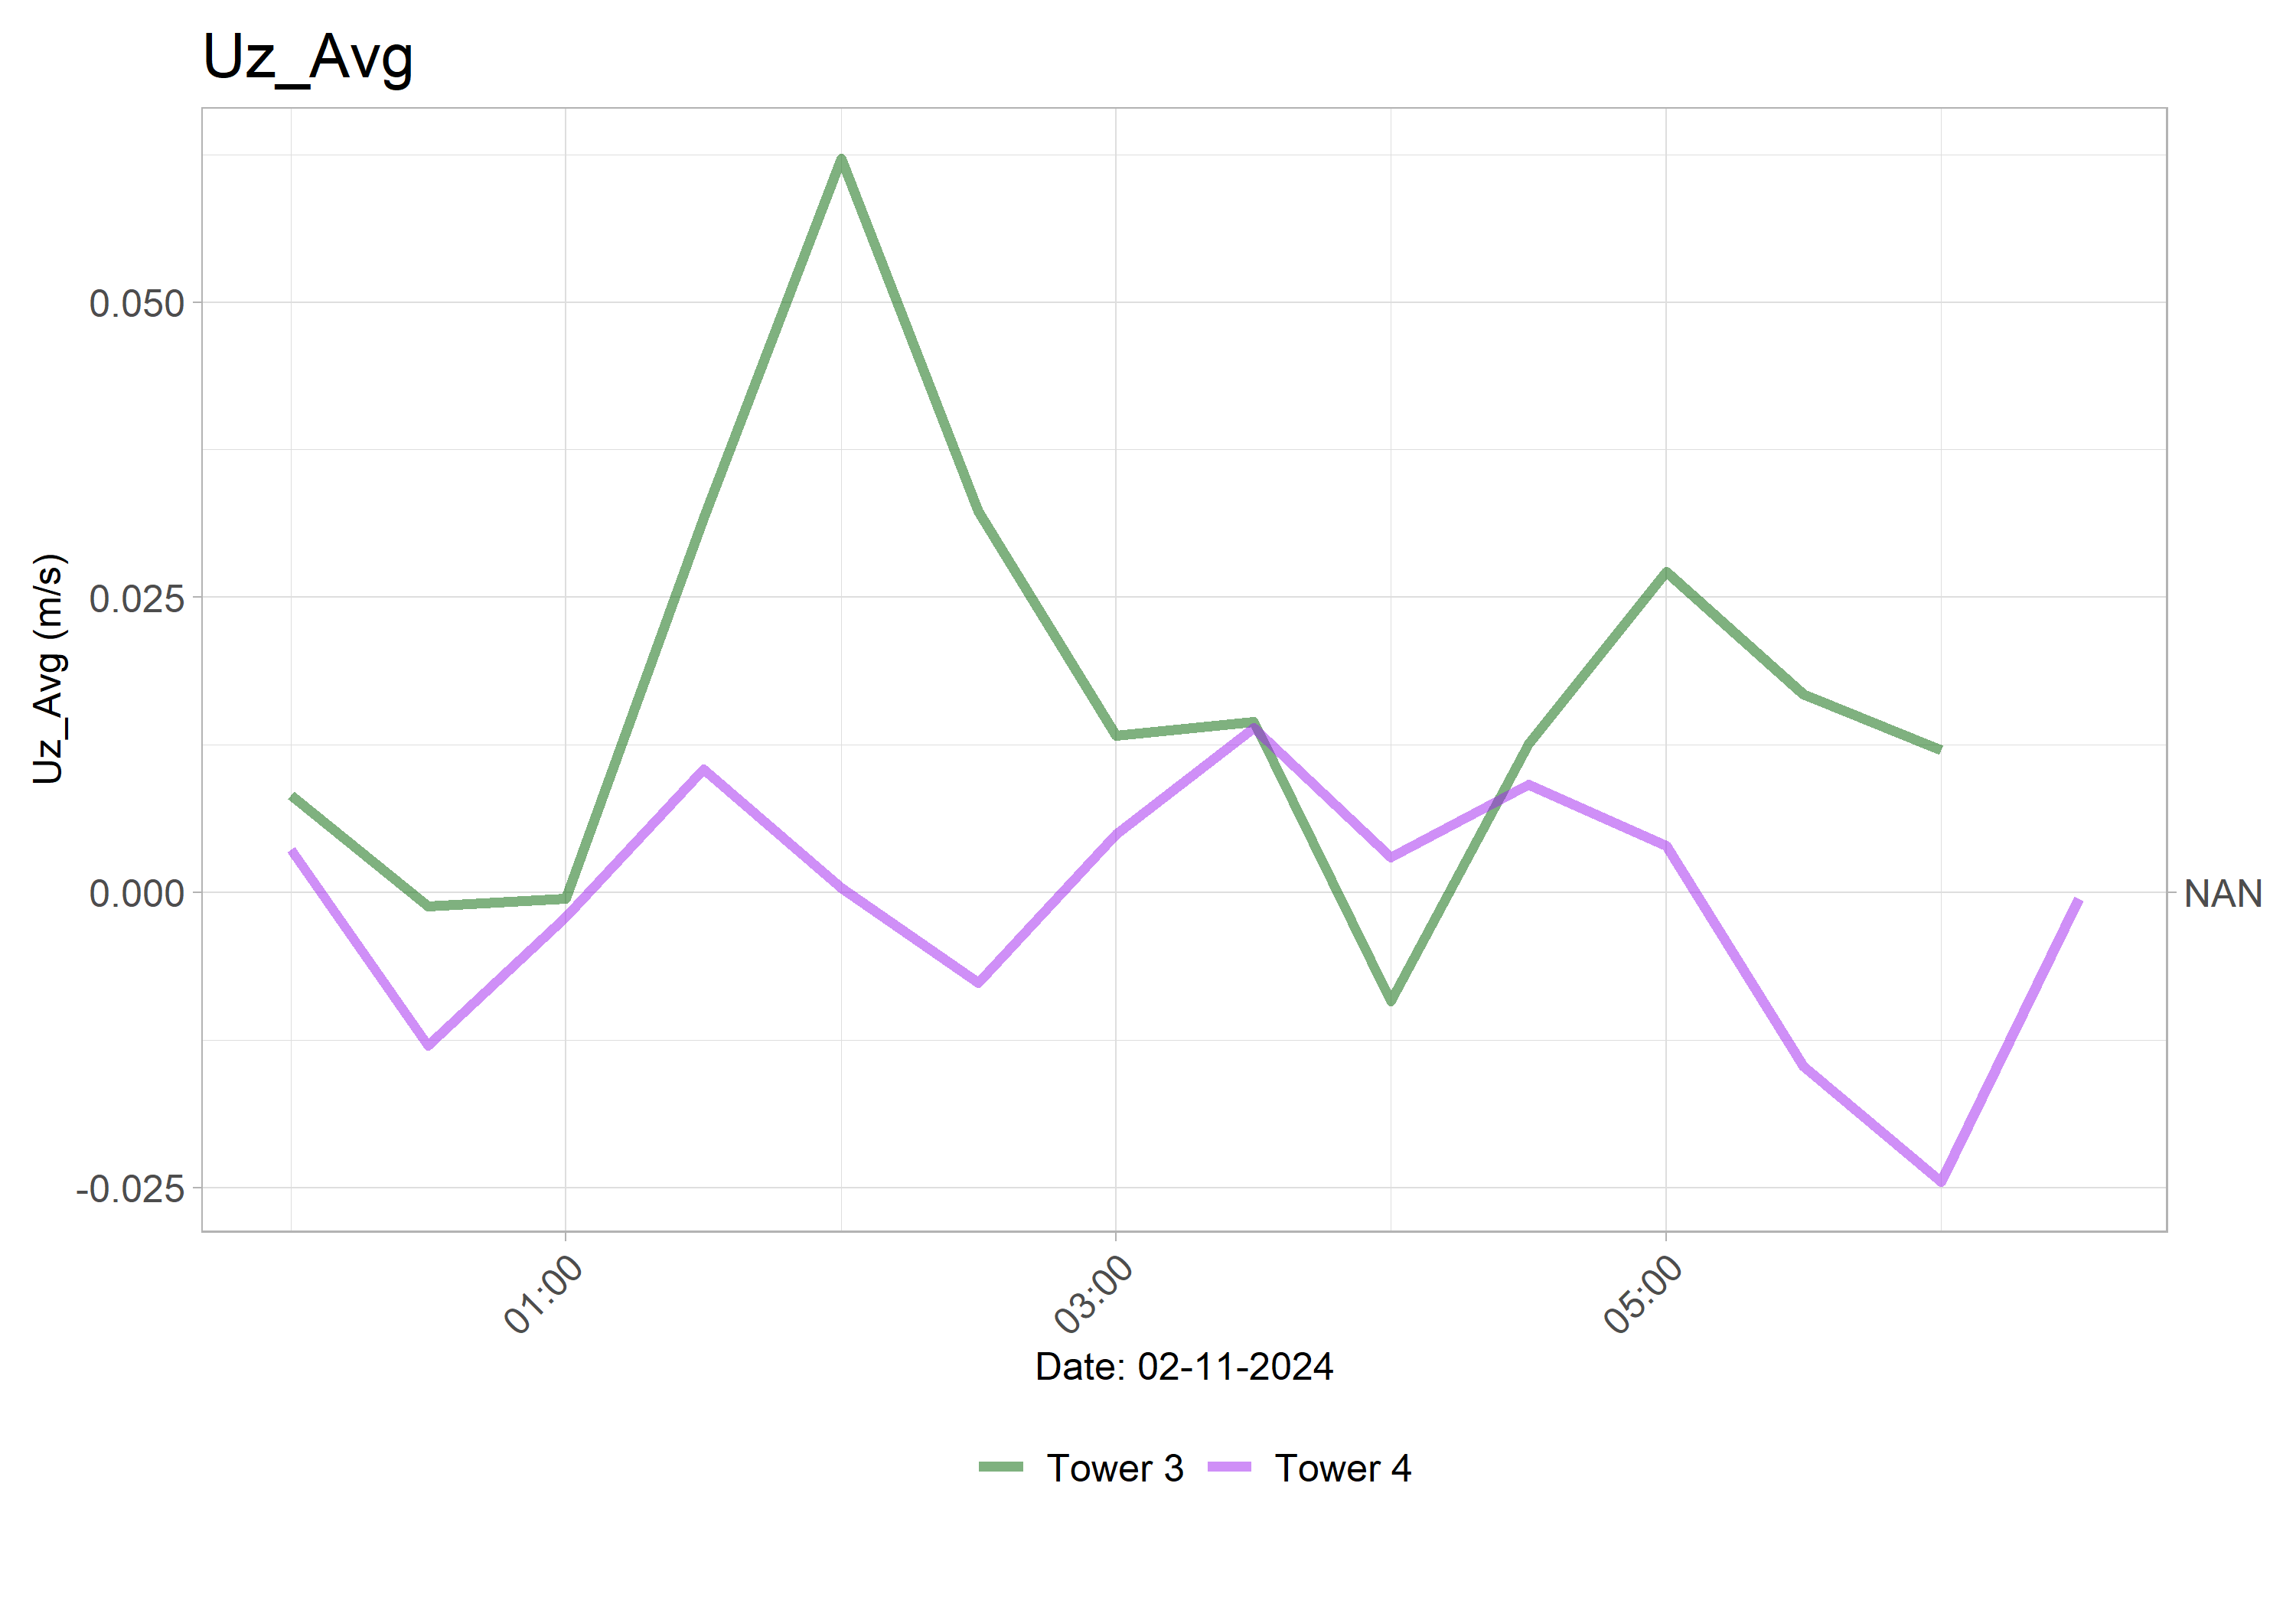 Uz_Avg
Uz_Avg (m/s)
0.050
0.025
0.000
-0.025
NAN
01:00
03:00
05:00
Date: 02-11-2024
Tower 3
Tower 4